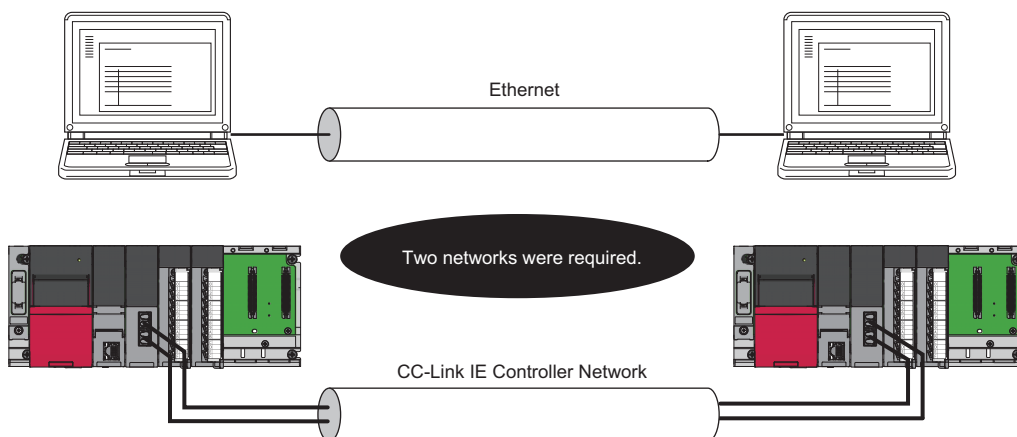 Ethernet
Two networks were required.
CC-Link IE Controller Network